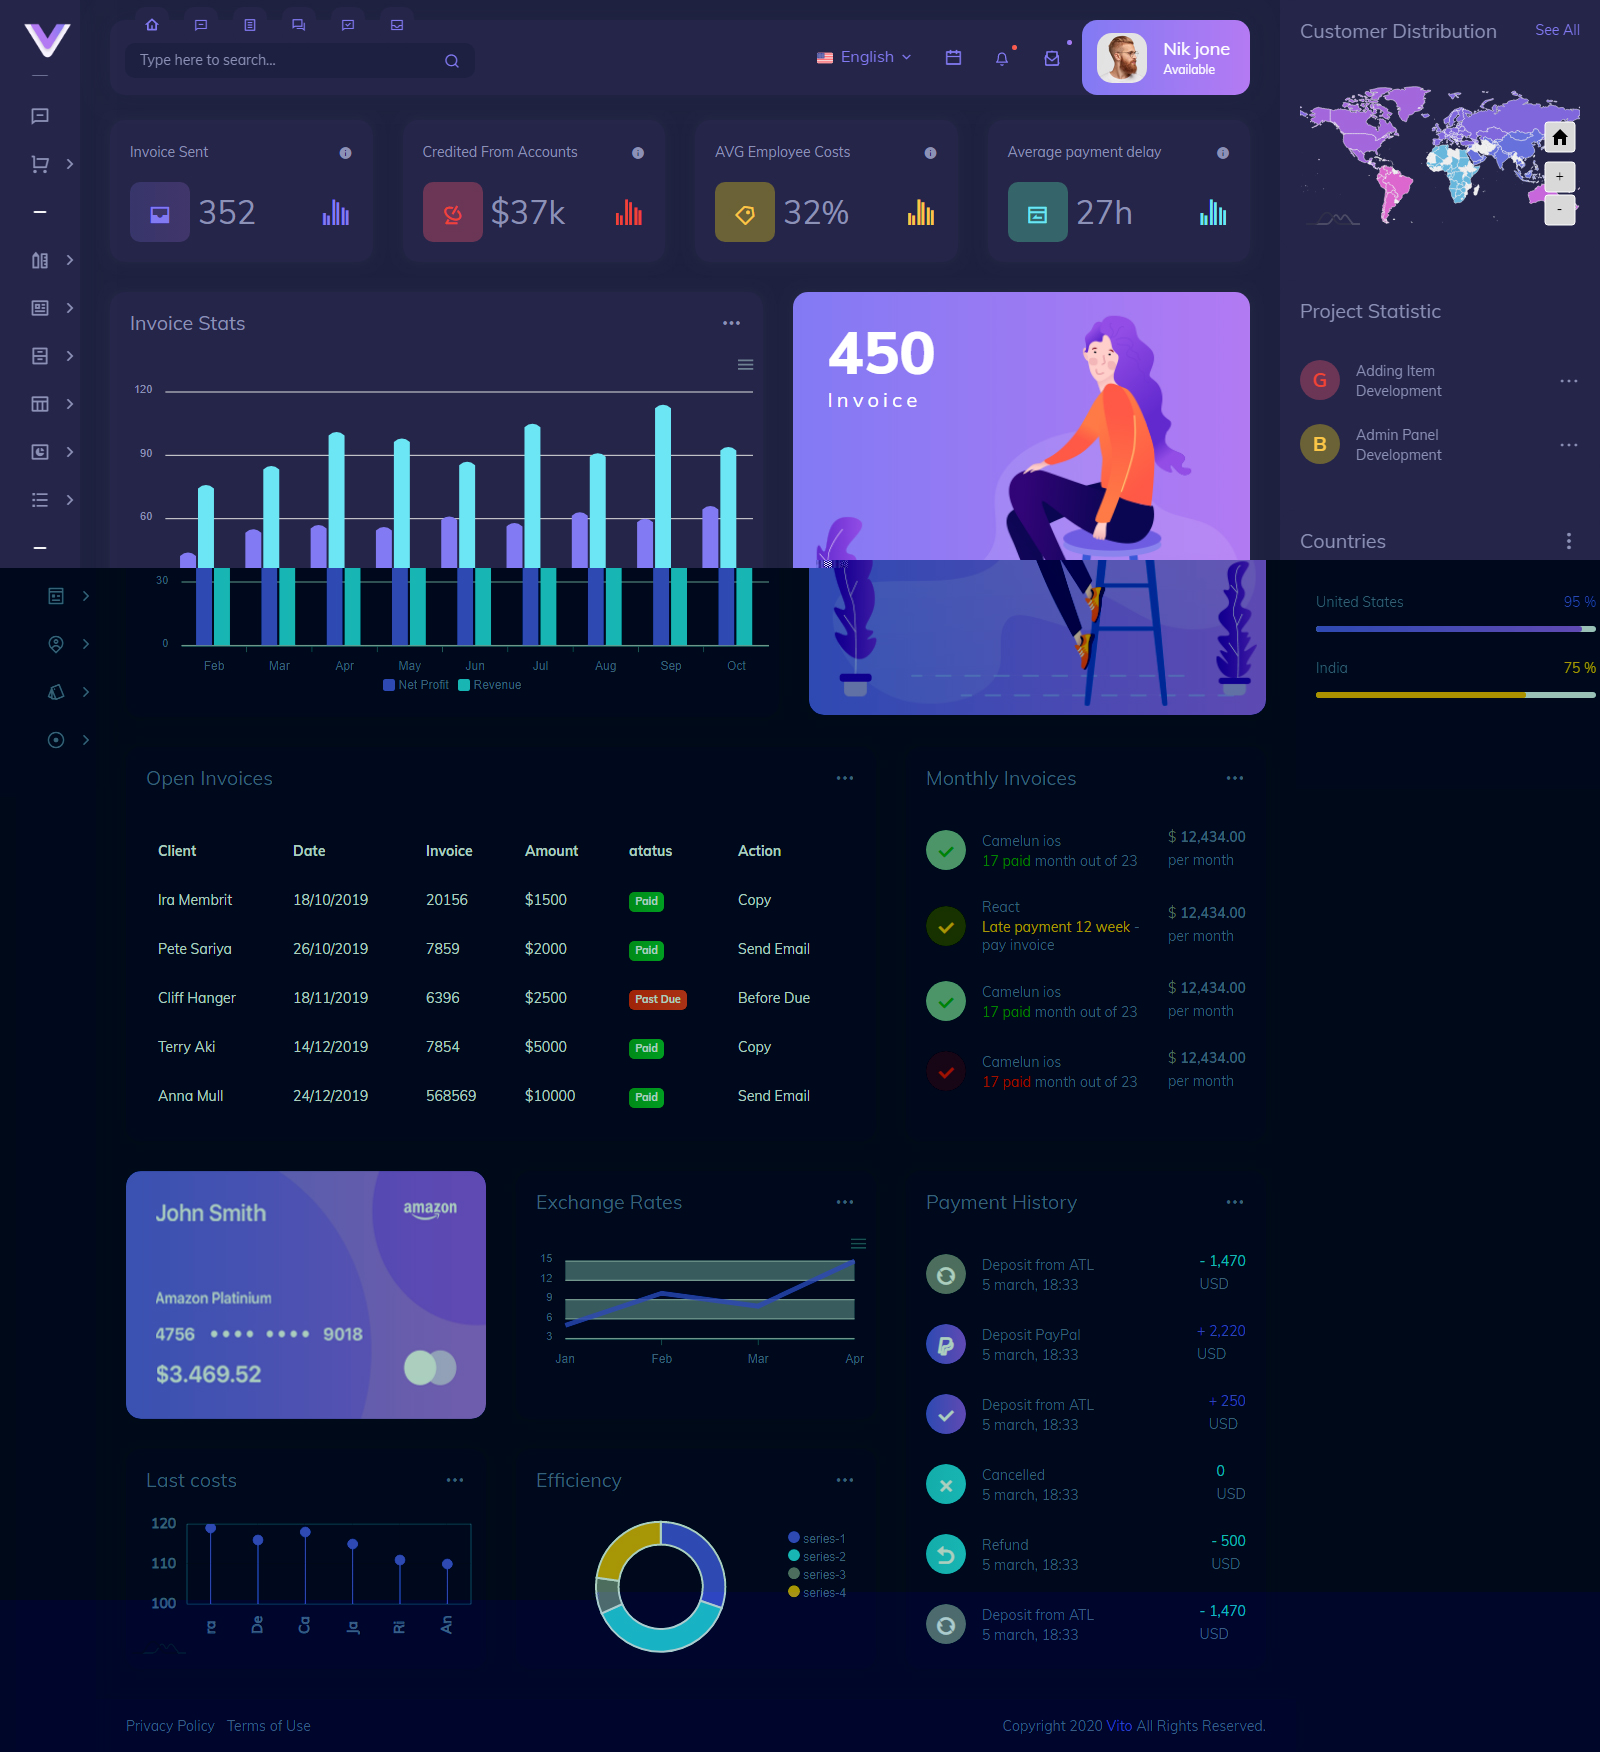 Type here to search...
English
Nik jone
Available
Customer Distribution
See All
+
-
Invoice Sent
352
Credited From Accounts
$37k
AVG Employee Costs
32%
Average payment delay
27h
Invoice Stats
120
90
60
30
0
Feb Mar Apr May Jun Jul Aug Sep Oct
Net Profit Revenue
450
Invoice
Project Statistic
G
Adding Item
Development
B
Admin Panel
Development
Countries
United States
95 %
India
75 %
Open Invoices
Client Date Invoice Amount atatus Action
Ira Membrit 18/10/2019 20156 $1500 Paid Copy
Pete Sariya 26/10/2019 7859 $2000 Paid Send Email
Cliff Hanger 18/11/2019 6396 $2500 Past Due Before Due
Terry Aki 14/12/2019 7854 $5000 Paid Copy
Anna Mull 24/12/2019 568569 $10000 Paid Send Email
Monthly Invoices
Camelun ios
17 paid month out of 23
$ 12,434.00
per month
React
Late payment 12 week -
pay invoice
$ 12,434.00
per month
Camelun ios
17 paid month out of 23
$ 12,434.00
per month
Camelun ios
17 paid month out of 23
$ 12,434.00
per month
John Smith
amazon
Amazon Platinium
4756 •••• •••• 9018
$3.469.52
Exchange Rates
15
12
9
6
3
Jan Feb Mar Apr
Payment History
Deposit from ATL
5 march, 18:33
- 1,470
USD
Deposit PayPal
5 march, 18:33
+ 2,220
USD
Deposit from ATL
5 march, 18:33
+ 250
USD
Cancelled
5 march, 18:33
0
USD
Refund
5 march, 18:33
- 500
USD
Deposit from ATL
5 march, 18:33
- 1,470
USD
Last costs
120
110
100
ra De Ca Ja Ri An
Efficiency
series-1
series-2
series-3
series-4
Privacy Policy Terms of Use
Copyright 2020 Vito All Rights Reserved.